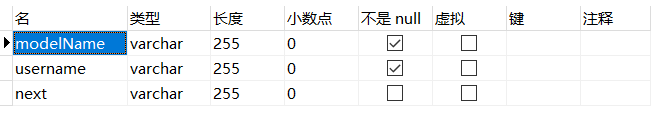 名 类型 长度 小数点 不是 null 虚拟 键 注释
modelName varchar 255 0
username varchar 255 0
next varchar 255 0